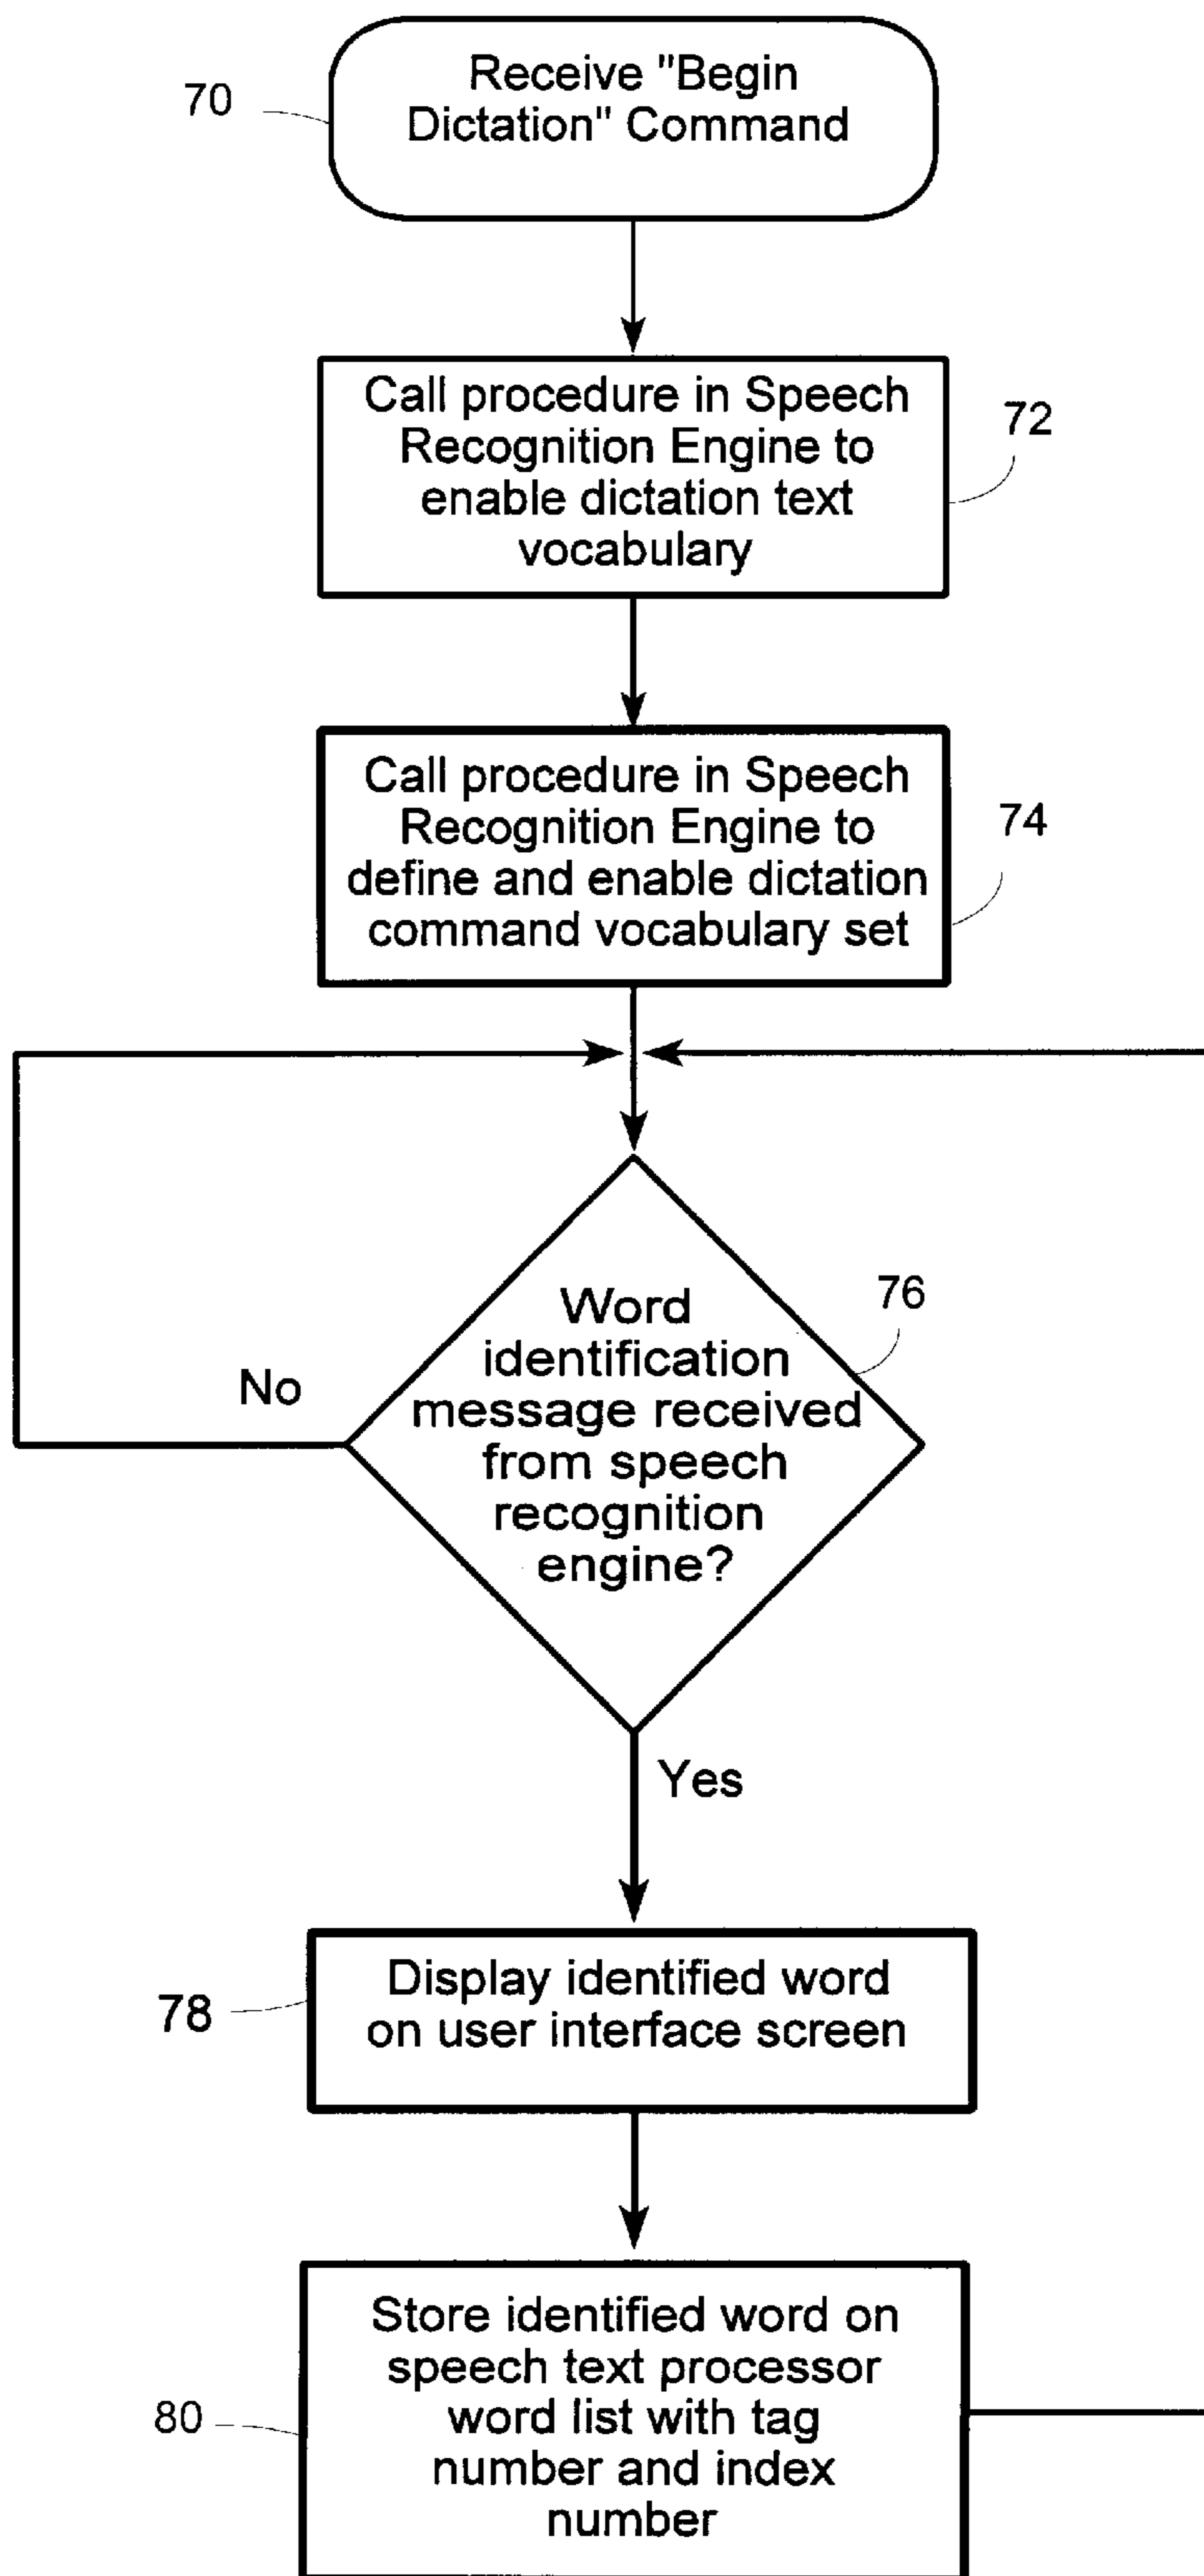 70
Receive "Begin
Dictation" Command
Call procedure in Speech
Recognition Engine to
enable dictation text
vocabulary
72
Call procedure in Speech
Recognition Engine to
define and enable dictation
command vocabulary set
74
Word
identification
message received
from speech
recognition
engine?
76
No
Yes
78
Display identified word
on user interface screen
80
Store identified word on
speech text processor
word list with tag
number and index
number